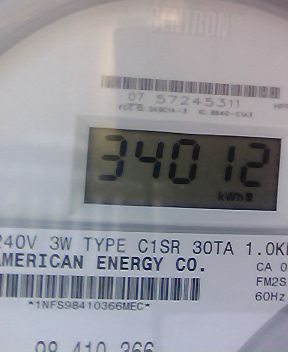 SENTRON
07 57245311
34012
kWh
240V 3W TYPE C1SR 30TA 1.0K
AMERICAN ENERGY CO.
CA 0
FM2S
60Hz
*1NFS98410366MEC*
98 410 366